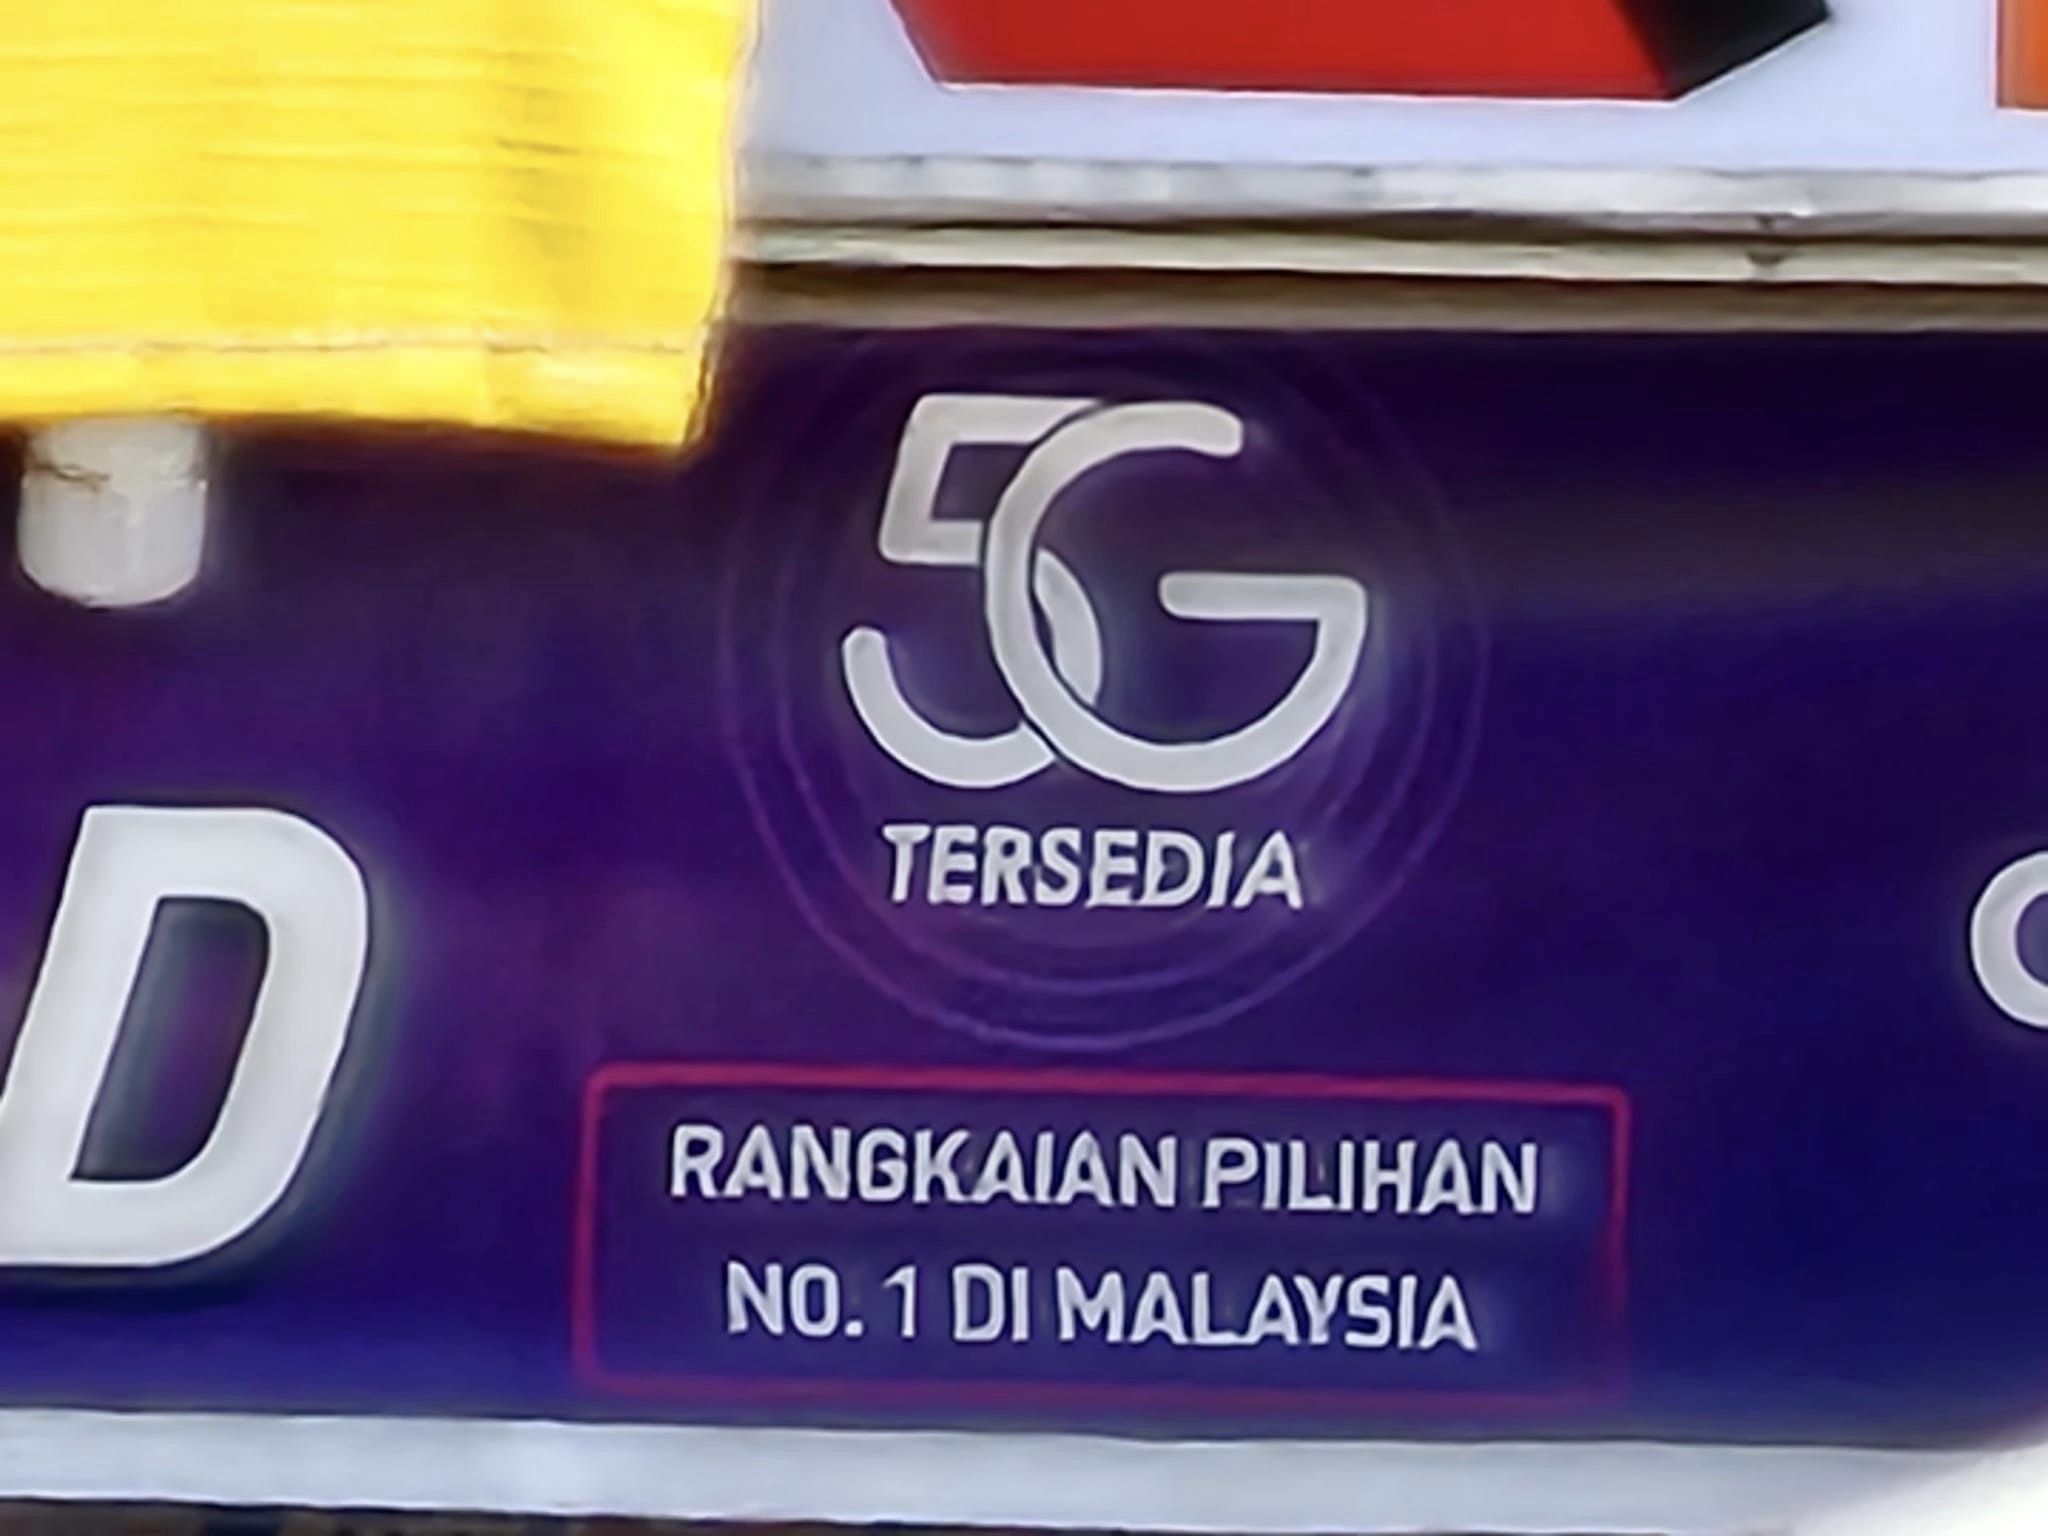 5G
TERSEDIA
D
RANGKAIAN PILIHAN
NO. 1 DI MALAYSIA